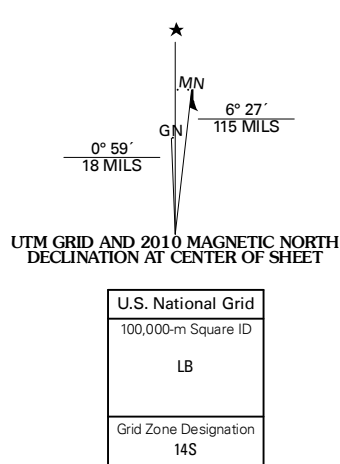 MN
6° 27´
115 MILS
GN
0° 59´
18 MILS
UTM GRID AND 2010 MAGNETIC NORTH
DECLINATION AT CENTER OF SHEET
U.S. National Grid
100,000-m Square ID
LB
Grid Zone Designation
14S